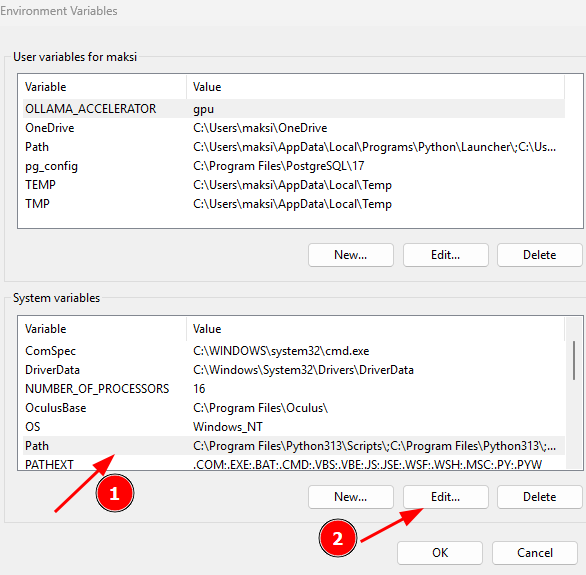 Environment Variables
User variables for maksi
Variable Value
OLLAMA_ACCELERATOR gpu
OneDrive C:\Users\maksi\OneDrive
Path C:\Users\maksi\AppData\Local\Programs\Python\Launcher\;C:\Us...
pg_config C:\Program Files\PostgreSQL\17
TEMP C:\Users\maksi\AppData\Local\Temp
TMP C:\Users\maksi\AppData\Local\Temp
New... Edit... Delete
System variables
Variable Value
ComSpec C:\WINDOWS\system32\cmd.exe
DriverData C:\Windows\System32\Drivers\DriverData
NUMBER_OF_PROCESSORS 16
OculusBase C:\Program Files\Oculus\
OS Windows_NT
Path C:\Program Files\Python313\Scripts\;C:\Program Files\Python313\;...
PATHEXT .COM;.EXE;.BAT;.CMD;.VBS;.VBE;.JS;.JSE;.WSF;.WSH;.MSC;.PY;.PYW
1
New... Edit... Delete
2
OK Cancel